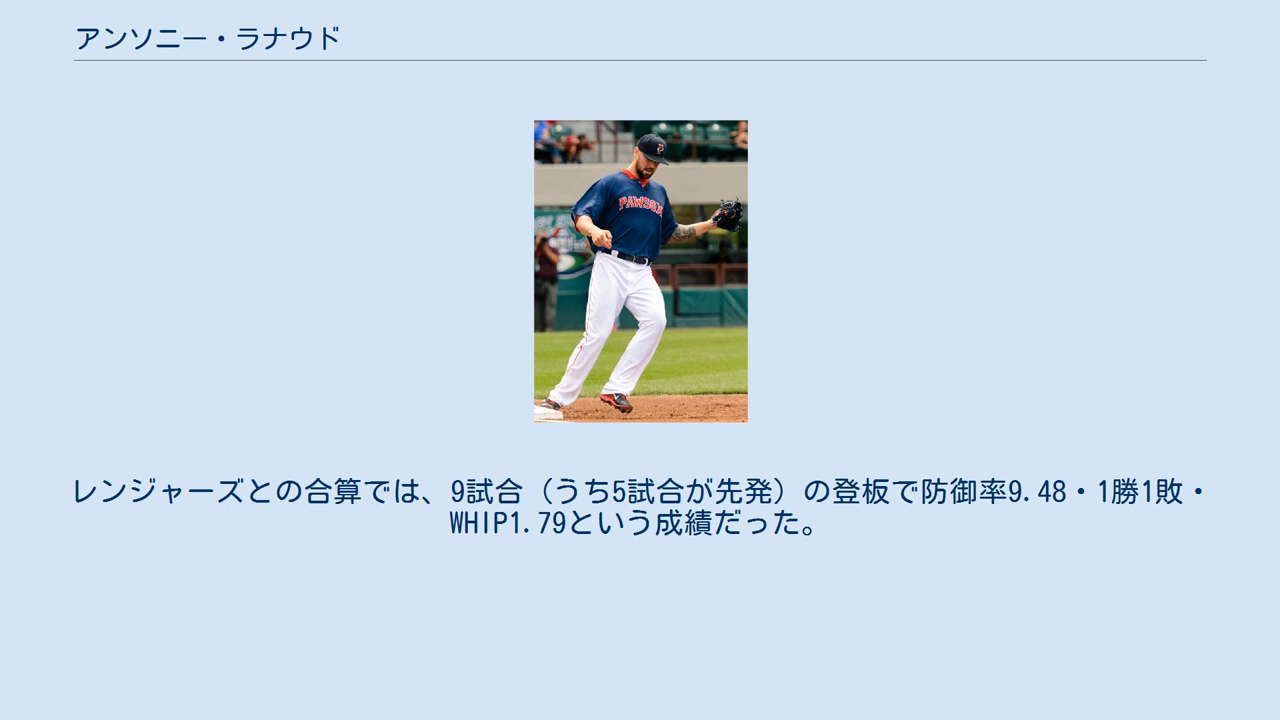 アンソニー・ラナウド
PAWSOX
レンジャーズとの合算では、9試合（うち5試合が先発）の登板で防御率9.48・1勝1敗・
WHIP1.79という成績だった。